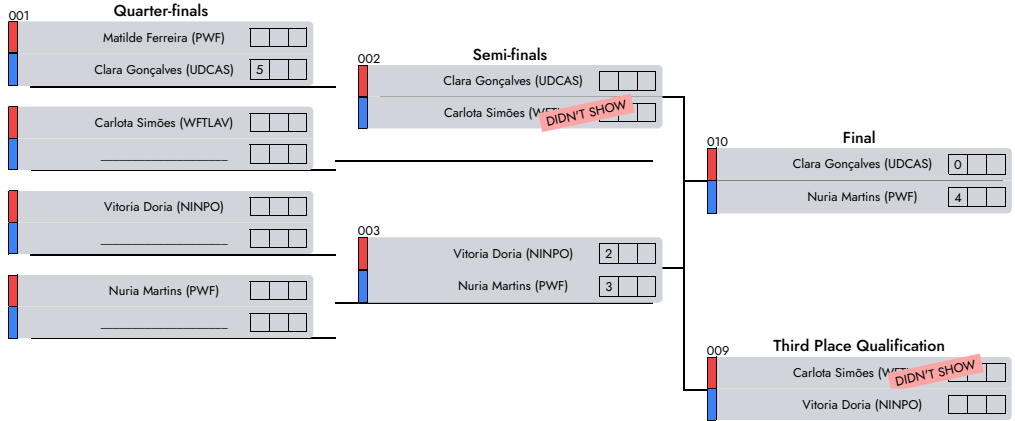 Quarter-finals
001
Matilde Ferreira (PWF)
Clara Gonçalves (UDCAS) 5
Carlota Simões (WFTLAV)
Vitoria Doria (NINPO)
Nuria Martins (PWF)
Semi-finals
002
Clara Gonçalves (UDCAS)
Carlota Simões
DIDN'T SHOW
003
Vitoria Doria (NINPO) 2
Nuria Martins (PWF) 3
Final
010
Clara Gonçalves (UDCAS) 0
Nuria Martins (PWF) 4
Third Place Qualification
009
Carlota Simões
DIDN'T SHOW
Vitoria Doria (NINPO)